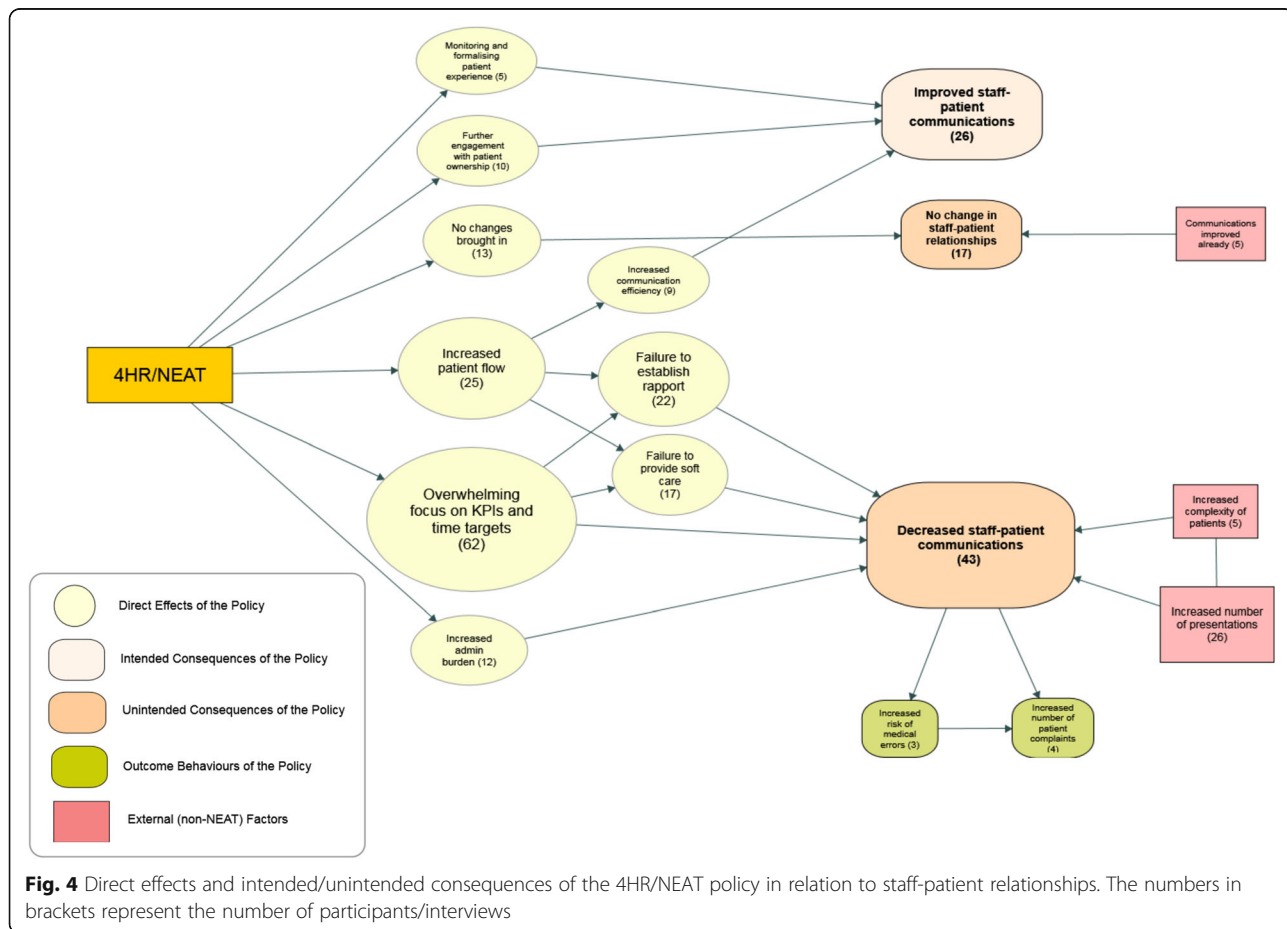 Monitoring and
formalising
patient
experience (5)
Further
engagement
with patient
ownership (10)
No changes
brought in
(13)
Increased
communication
efficiency (9)
Increased
patient flow
(25)
Failure to
establish
rapport
(22)
Failure to
provide soft
care
(17)
4HR/NEAT
Overwhelming
focus on KPIs and
time targets
(62)
Increased
admin
burden (12)
Improved staff-
patient
communications
(26)
No change in
staff-patient
relationships
(17)
Communications
improved
already (5)
Decreased staff-patient
communications
(43)
Increased
complexity of
patients (5)
Increased number
of presentations
(26)
Increased
risk of
medical
errors (3)
Increased
number of
patient
complaints
(4)
Direct Effects of the Policy
Intended Consequences of the Policy
Unintended Consequences of the Policy
Outcome Behaviours of the Policy
External (non-NEAT) Factors
Fig. 4 Direct effects and intended/unintended consequences of the 4HR/NEAT policy in relation to staff-patient relationships. The numbers in
brackets represent the number of participants/interviews